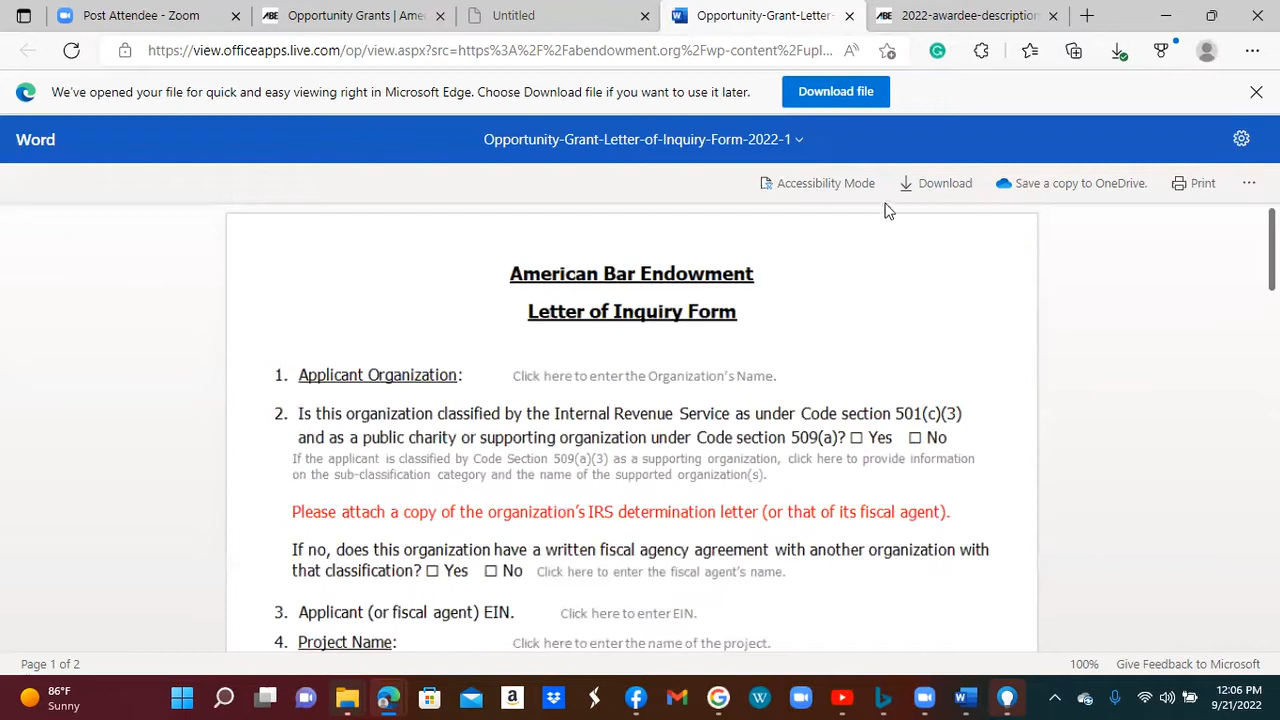 Post Attendee - Zoom
Opportunity Grants | Ame
Untitled
Opportunity-Grant-Letter-
ABE 2022-awardee-description
https://view.officeapps.live.com/op/view.aspx?src=https%3A%2F%2Fabendowment.org%2Fwp-content%2Fupl...
We've opened your file for quick and easy viewing right in Microsoft Edge. Choose Download file if you want to use it later.
Download file
Word
Opportunity-Grant-Letter-of-Inquiry-Form-2022-1
Accessibility Mode
Download
Save a copy to OneDrive.
Print
American Bar Endowment
Letter of Inquiry Form
1. Applicant Organization: Click here to enter the Organization's Name.
2. Is this organization classified by the Internal Revenue Service as under Code section 501(c)(3)
and as a public charity or supporting organization under Code section 509(a)? ☐ Yes ☐ No
If the applicant is classified by Code Section 509(a)(3) as a supporting organization, click here to provide information
on the sub-classification category and the name of the supported organization(s).
Please attach a copy of the organization's IRS determination letter (or that of its fiscal agent).
If no, does this organization have a written fiscal agency agreement with another organization with
that classification? ☐ Yes ☐ No Click here to enter the fiscal agent's name.
3. Applicant (or fiscal agent) EIN. Click here to enter EIN.
4. Project Name: Click here to enter the name of the project.
Page 1 of 2
100%
Give Feedback to Microsoft
86°F
Sunny
12:06 PM
9/21/2022